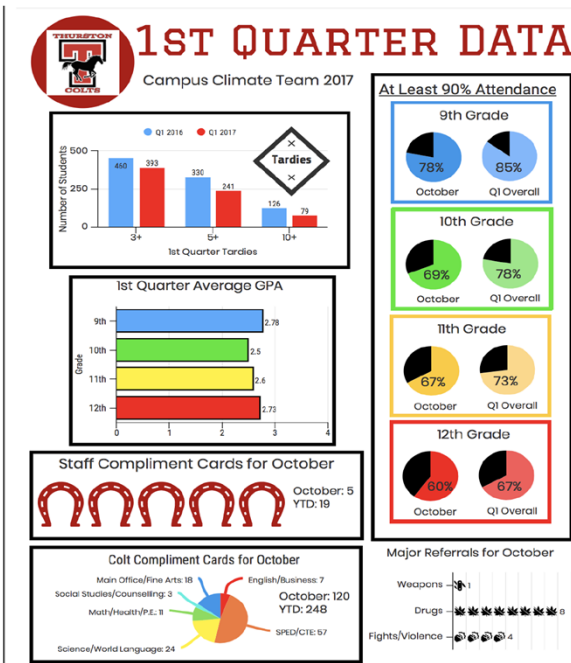 THURSTON
T
COLTS
1ST QUARTER DATA
Campus Climate Team 2017
Q1 2016
Q1 2017
Tardies
Number of Students
500
250
0
460
393
330
241
126
79
3+
5+
10+
1st Quarter Tardies
1st Quarter Average GPA
Grade
9th
2.78
10th
2.5
11th
2.6
12th
2.73
0
1
2
3
4
Staff Compliment Cards for October
October: 5
YTD: 19
Colt Compliment Cards for October
Main Office/Fine Arts: 18
English/Business: 7
Social Studies/Counselling: 3
October: 120
YTD: 248
Math/Health/P.E.: 11
SPED/CTE: 57
Science/World Language: 24
At Least 90% Attendance
9th Grade
78%
85%
October
Q1 Overall
10th Grade
69%
78%
October
Q1 Overall
11th Grade
67%
73%
October
Q1 Overall
12th Grade
60%
67%
October
Q1 Overall
Major Referrals for October
Weapons
1
Drugs
8
Fights/Violence
4